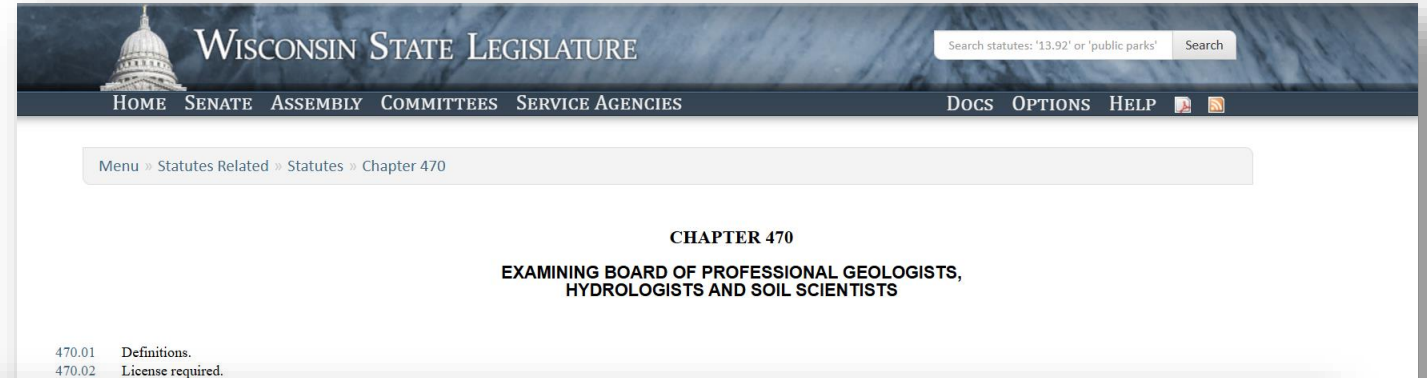 WISCONSIN STATE LEGISLATURE
Search statutes: '13.92' or 'public parks' Search
HOME SENATE ASSEMBLY COMMITTEES SERVICE AGENCIES DOCS OPTIONS HELP
Menu » Statutes Related » Statutes » Chapter 470
CHAPTER 470
EXAMINING BOARD OF PROFESSIONAL GEOLOGISTS,
HYDROLOGISTS AND SOIL SCIENTISTS
470.01 Definitions.
470.02 License required.